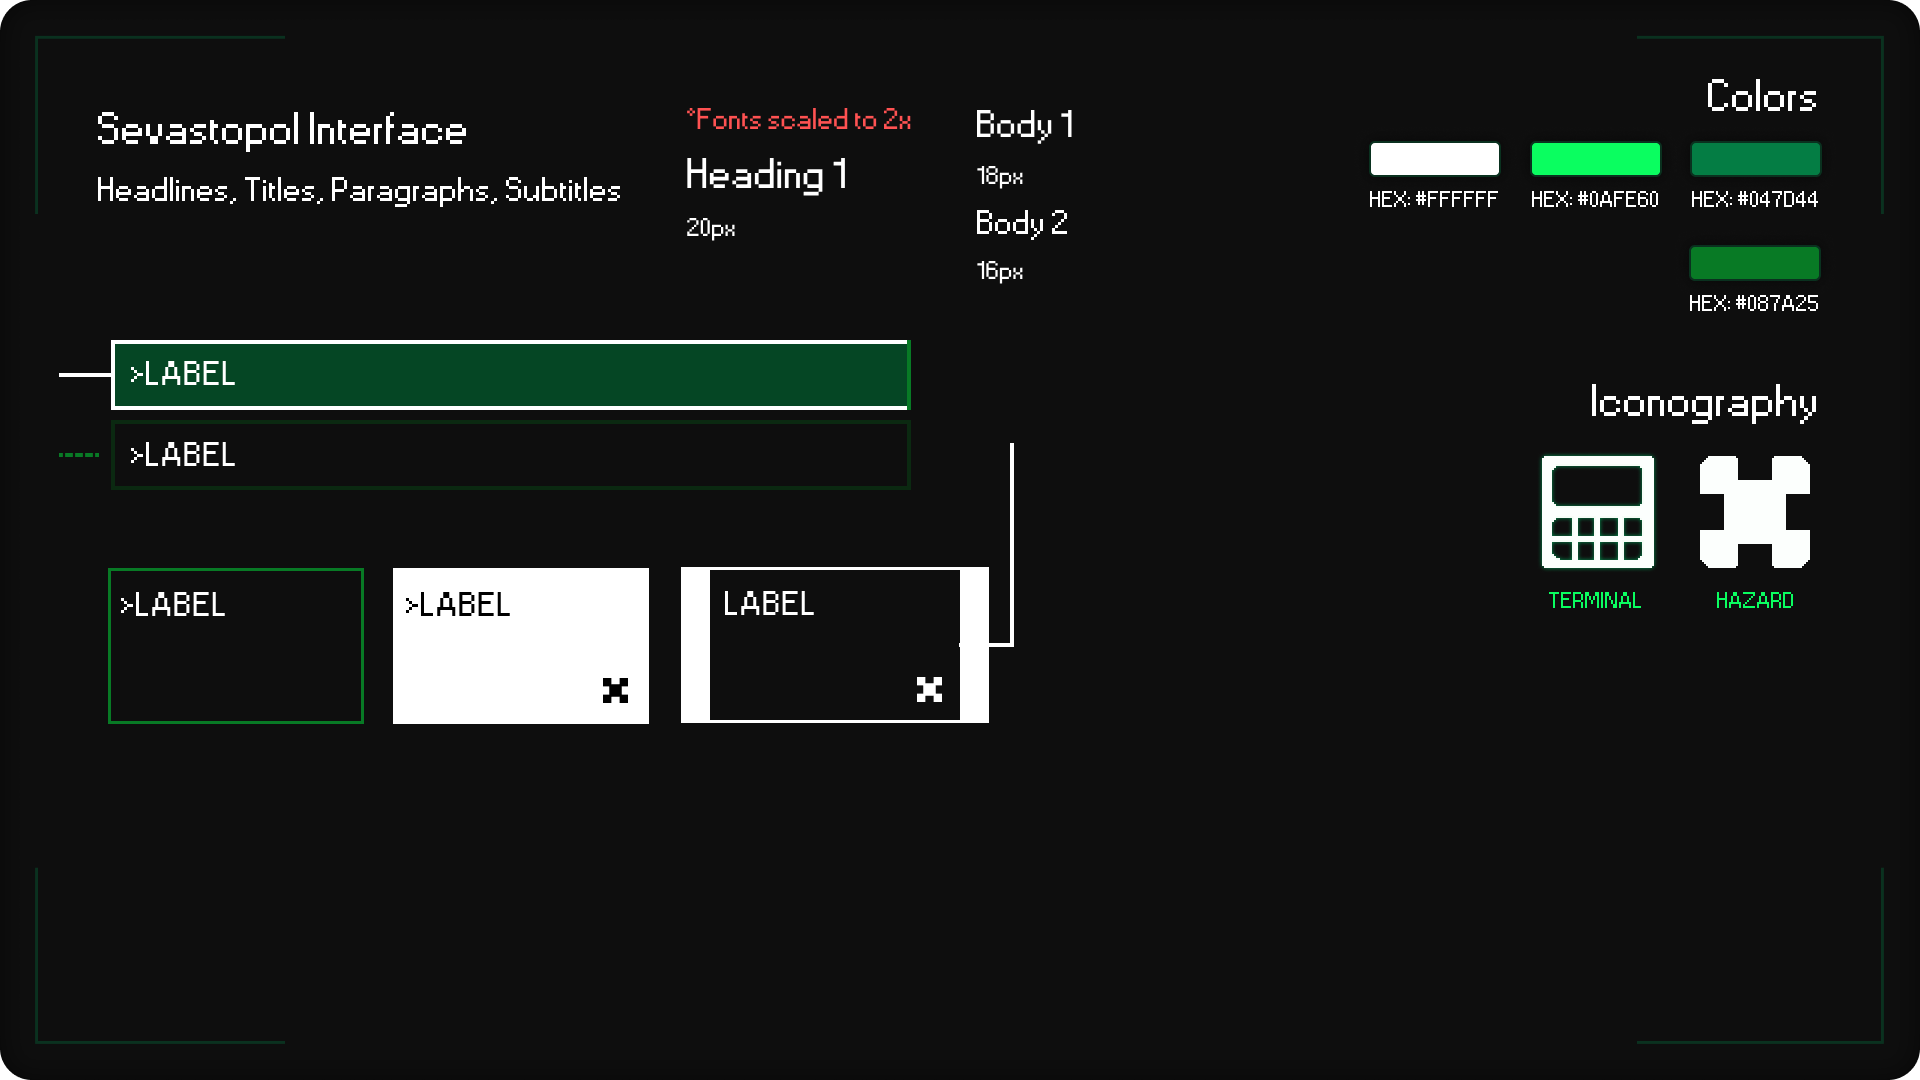 Sevastopol Interface
Headlines, Titles, Paragraphs, Subtitles
*Fonts scaled to 2x
Heading 1
20px
Body 1
18px
Body 2
16px
Colors
HEX: #FFFFFF
HEX: #0AFE60
HEX: #047D44
HEX: #087A25
>LABEL
>LABEL
>LABEL
>LABEL
LABEL
Iconography
TERMINAL
HAZARD